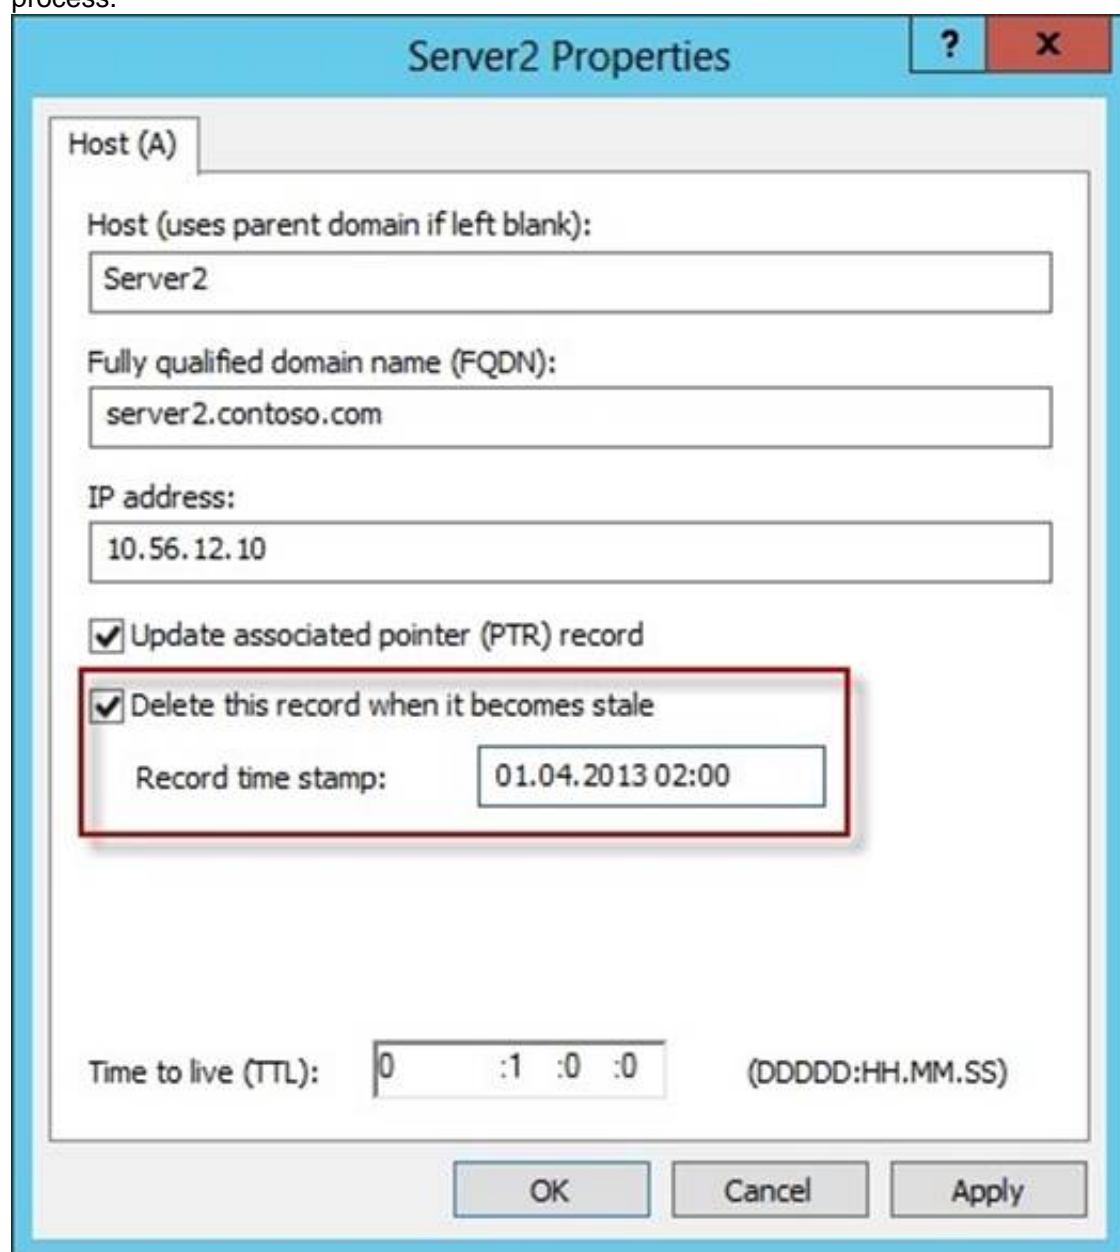 process.
Server2 Properties
? x
Host (A)
Host (uses parent domain if left blank):
Server2
Fully qualified domain name (FQDN):
server2.contoso.com
IP address:
10.56.12.10
Update associated pointer (PTR) record
Delete this record when it becomes stale
Record time stamp: 01.04.2013 02:00
Time to live (TTL): 0 :1 :0 :0 (DDDDD:HH.MM.SS)
OK Cancel Apply